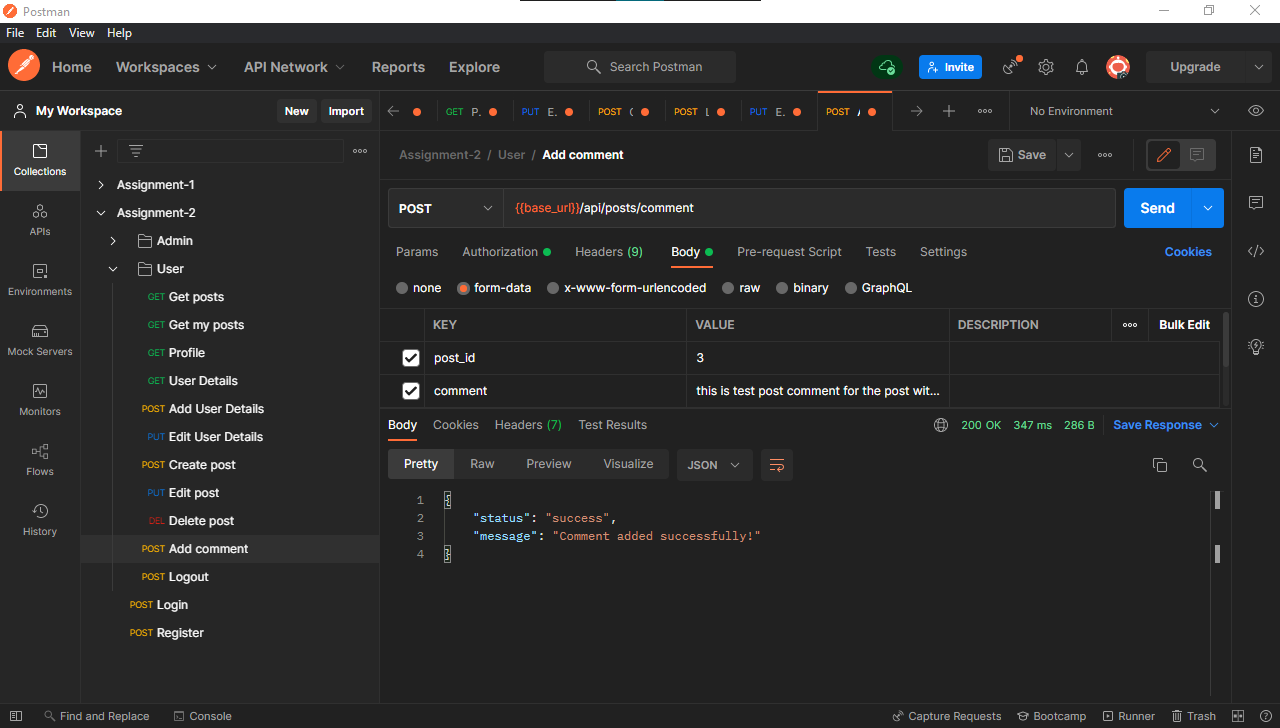 Postman
File Edit View Help
Home Workspaces API Network Reports Explore Search Postman Invite Upgrade
My Workspace New Import
GET P. PUT E. POST POST PUT E. POST No Environment
Collections
APIs
Environments
Mock Servers
Monitors
Flows
History
Assignment-1
Assignment-2
Admin
User
GET Get posts
GET Get my posts
GET Profile
GET User Details
POST Add User Details
PUT Edit User Details
POST Create post
PUT Edit post
DEL Delete post
POST Add comment
POST Logout
POST Login
POST Register
Assignment-2 / User / Add comment Save
POST {{base_url}}/api/posts/comment Send
Params Authorization Headers (9) Body Pre-request Script Tests Settings Cookies
none form-data x-www-form-urlencoded raw binary GraphQL
KEY VALUE DESCRIPTION Bulk Edit
post_id 3
comment this is test post comment for the post wit...
Body Cookies Headers (7) Test Results 200 OK 347 ms 286 B Save Response
Pretty Raw Preview Visualize JSON
1 {
2 "status": "success",
3 "message": "Comment added successfully!"
4 }
Find and Replace Console Capture Requests Bootcamp Runner Trash